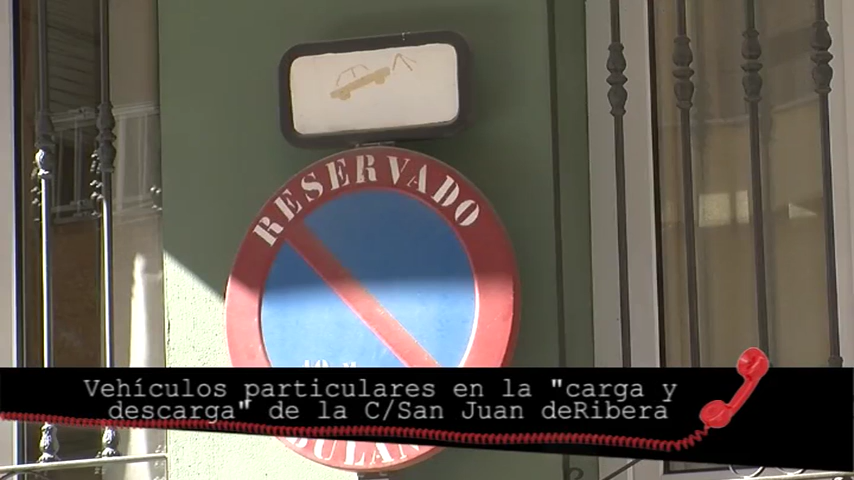 RESERVADO
Vehículos particulares en la "carga y
descarga" de la C/San Juan deRibera